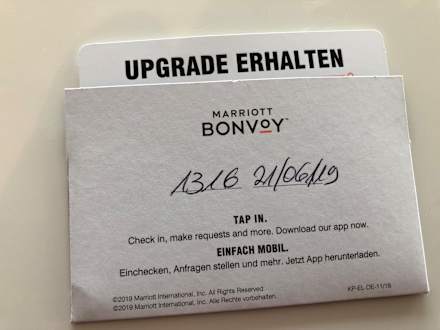 UPGRADE ERHALTEN
MARRIOTT
BONVOY™
1316 21/06/19
TAP IN.
Check in, make requests and more. Download our app now.
EINFACH MOBIL.
Einchecken, Anfragen stellen und mehr. Jetzt App herunterladen.
©2019 Marriott International, Inc. All Rights Reserved.
©2019 Marriott International, Inc. Alle Rechte vorbehalten.
KP-EL-DE-11/18